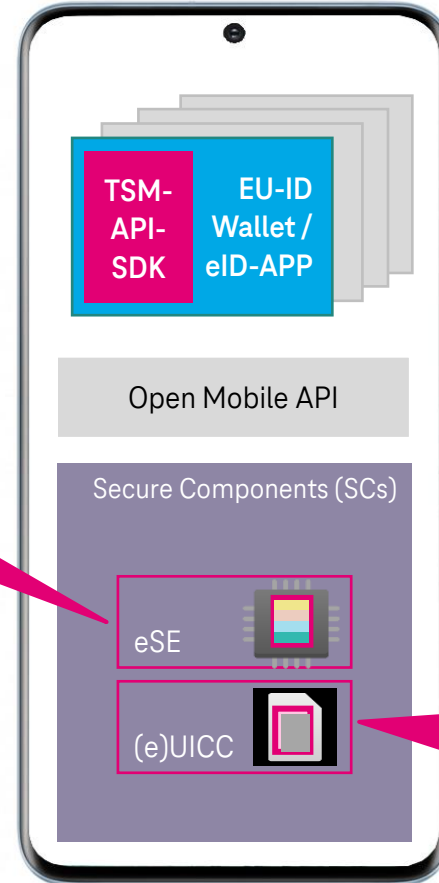 TSM-
API-
SDK
EU-ID
Wallet /
eID-APP
Open Mobile API
Secure Components (SCs)
eSE
(e)UICC